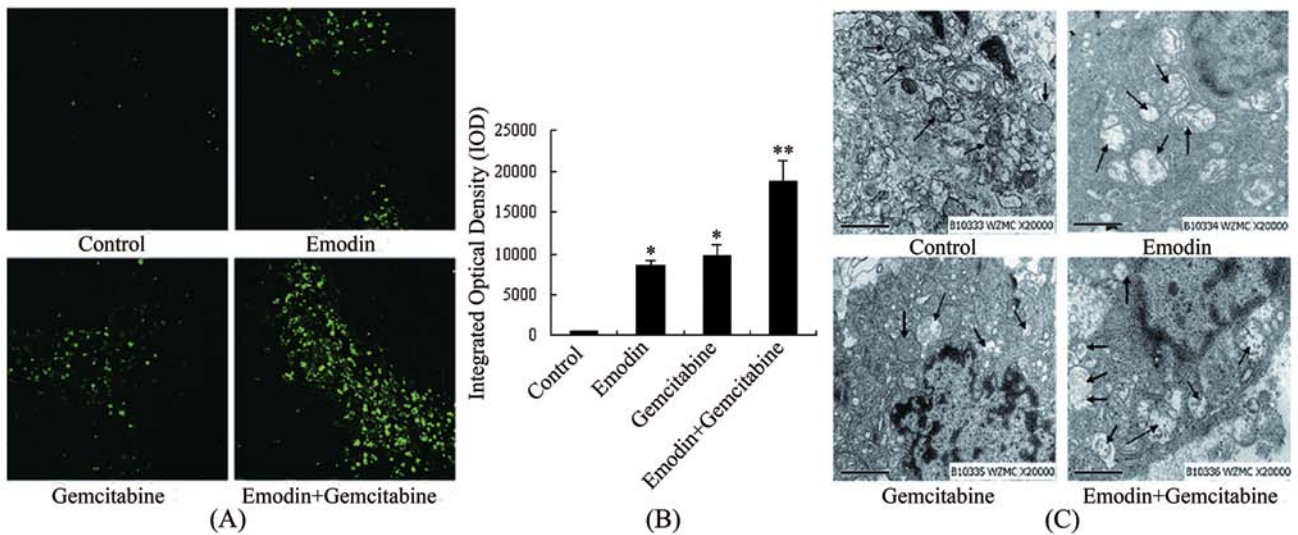 Control
Emodin
Gemcitabine
Emodin+Gemcitabine
(A)
Integrated Optical Density (IOD)
25000
20000
15000
10000
5000
0
*
*
**
Control
Emodin
Gemcitabine
Emodin+Gemcitabine
(B)
B10333 WZMC X20000
B10334 WZMC X20000
Control
Emodin
B10335 WZMC X20000
B10336 WZMC X20000
Gemcitabine
Emodin+Gemcitabine
(C)